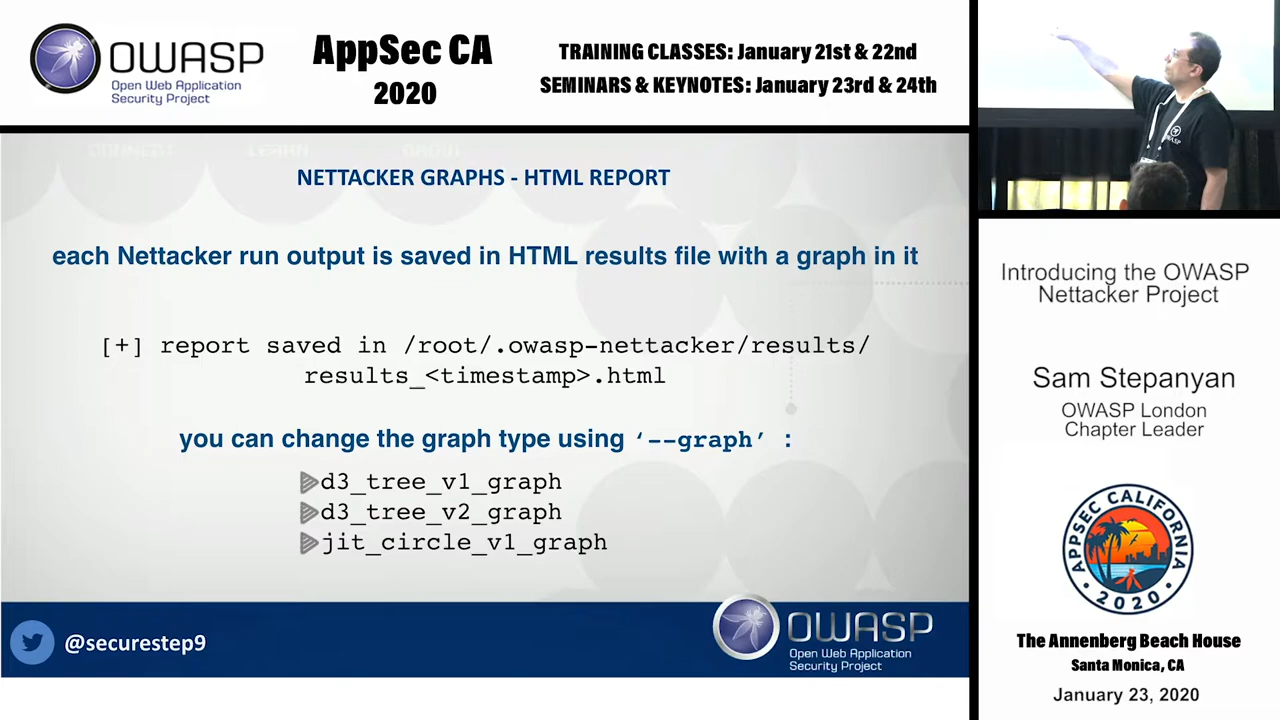 OWASP
Open Web Application
Security Project
AppSec CA
2020
TRAINING CLASSES: January 21st & 22nd
SEMINARS & KEYNOTES: January 23rd & 24th
NETTACKER GRAPHS - HTML REPORT
each Nettacker run output is saved in HTML results file with a graph in it
[+] report saved in /root/.owasp-nettacker/results/
results_<timestamp>.html
you can change the graph type using ‘--graph’ :
d3_tree_v1_graph
d3_tree_v2_graph
jit_circle_v1_graph
@securestep9
OWASP
Open Web Application
Security Project
OWASP
Introducing the OWASP
Nettacker Project
Sam Stepanyan
OWASP London
Chapter Leader
APPSEC CALIFORNIA
2020
The Annenberg Beach House
Santa Monica, CA
January 23, 2020